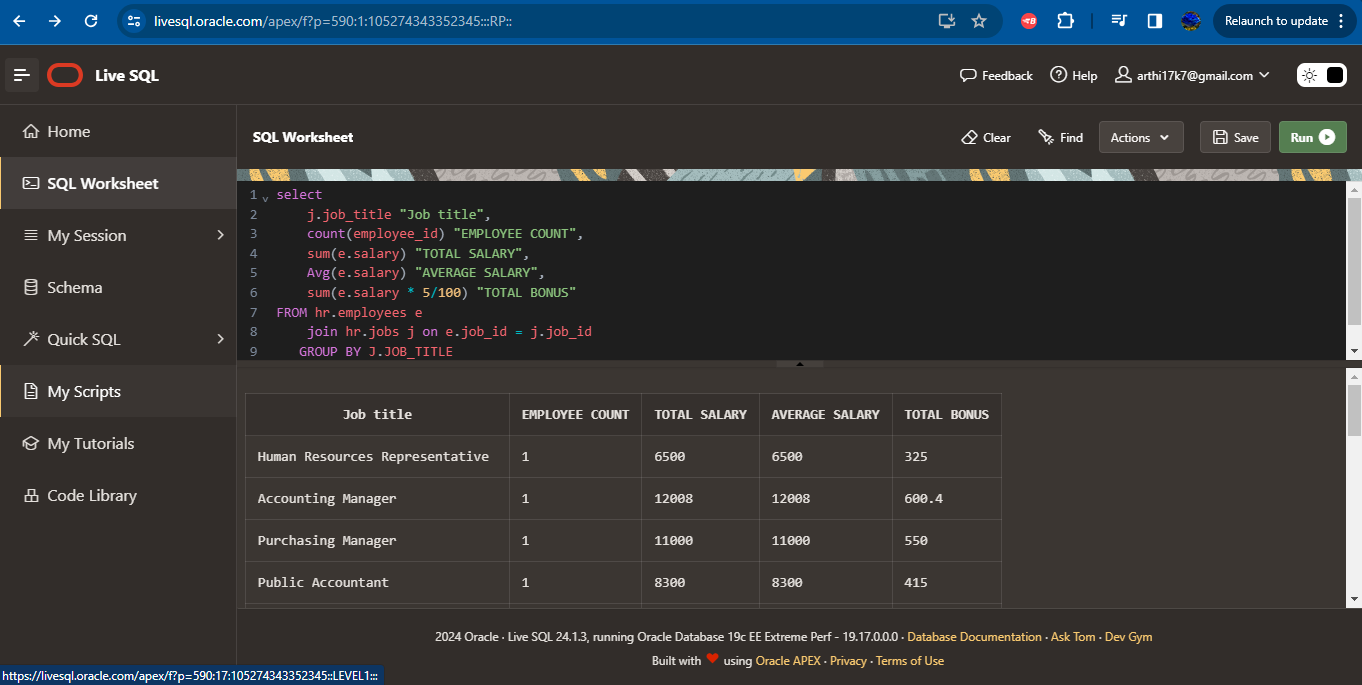 livesql.oracle.com/apex/f?p=590:1:105274343352345:::RP::
Relaunch to update
Live SQL
Feedback
Help
arthi17k7@gmail.com
Home
SQL Worksheet
My Session
Schema
Quick SQL
My Scripts
My Tutorials
Code Library
SQL Worksheet
Clear
Find
Actions
Save
Run
1 select
2 j.job_title "Job title",
3 count(employee_id) "EMPLOYEE COUNT",
4 sum(e.salary) "TOTAL SALARY",
5 Avg(e.salary) "AVERAGE SALARY",
6 sum(e.salary * 5/100) "TOTAL BONUS"
7 FROM hr.employees e
8 join hr.jobs j on e.job_id = j.job_id
9 GROUP BY J.JOB_TITLE
Job title EMPLOYEE COUNT TOTAL SALARY AVERAGE SALARY TOTAL BONUS
Human Resources Representative 1 6500 6500 325
Accounting Manager 1 12008 12008 600.4
Purchasing Manager 1 11000 11000 550
Public Accountant 1 8300 8300 415
2024 Oracle · Live SQL 24.1.3, running Oracle Database 19c EE Extreme Perf - 19.17.0.0.0 · Database Documentation · Ask Tom · Dev Gym
Built with ❤ using Oracle APEX · Privacy · Terms of Use
https://livesql.oracle.com/apex/f?p=590:17:105274343352345::LEVEL1:::